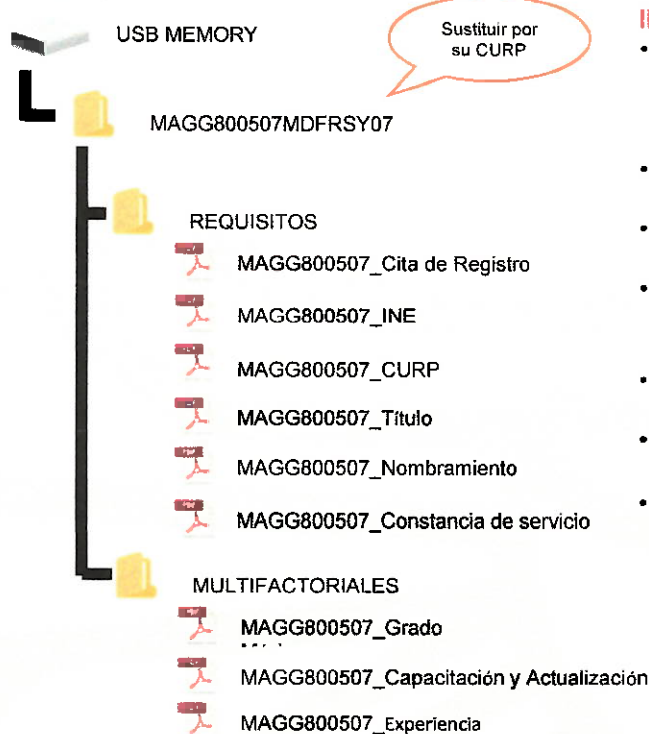 USB MEMORY
Sustituir por
su CURP
MAGG800507MDFRSY07
REQUISITOS
MAGG800507_Cita de Registro
MAGG800507_INE
MAGG800507_CURP
MAGG800507_Título
MAGG800507_Nombramiento
MAGG800507_Constancia de servicio
MULTIFACTORIALES
MAGG800507_Grado
MAGG800507_Capacitación y Actualización
MAGG800507_Experiencia